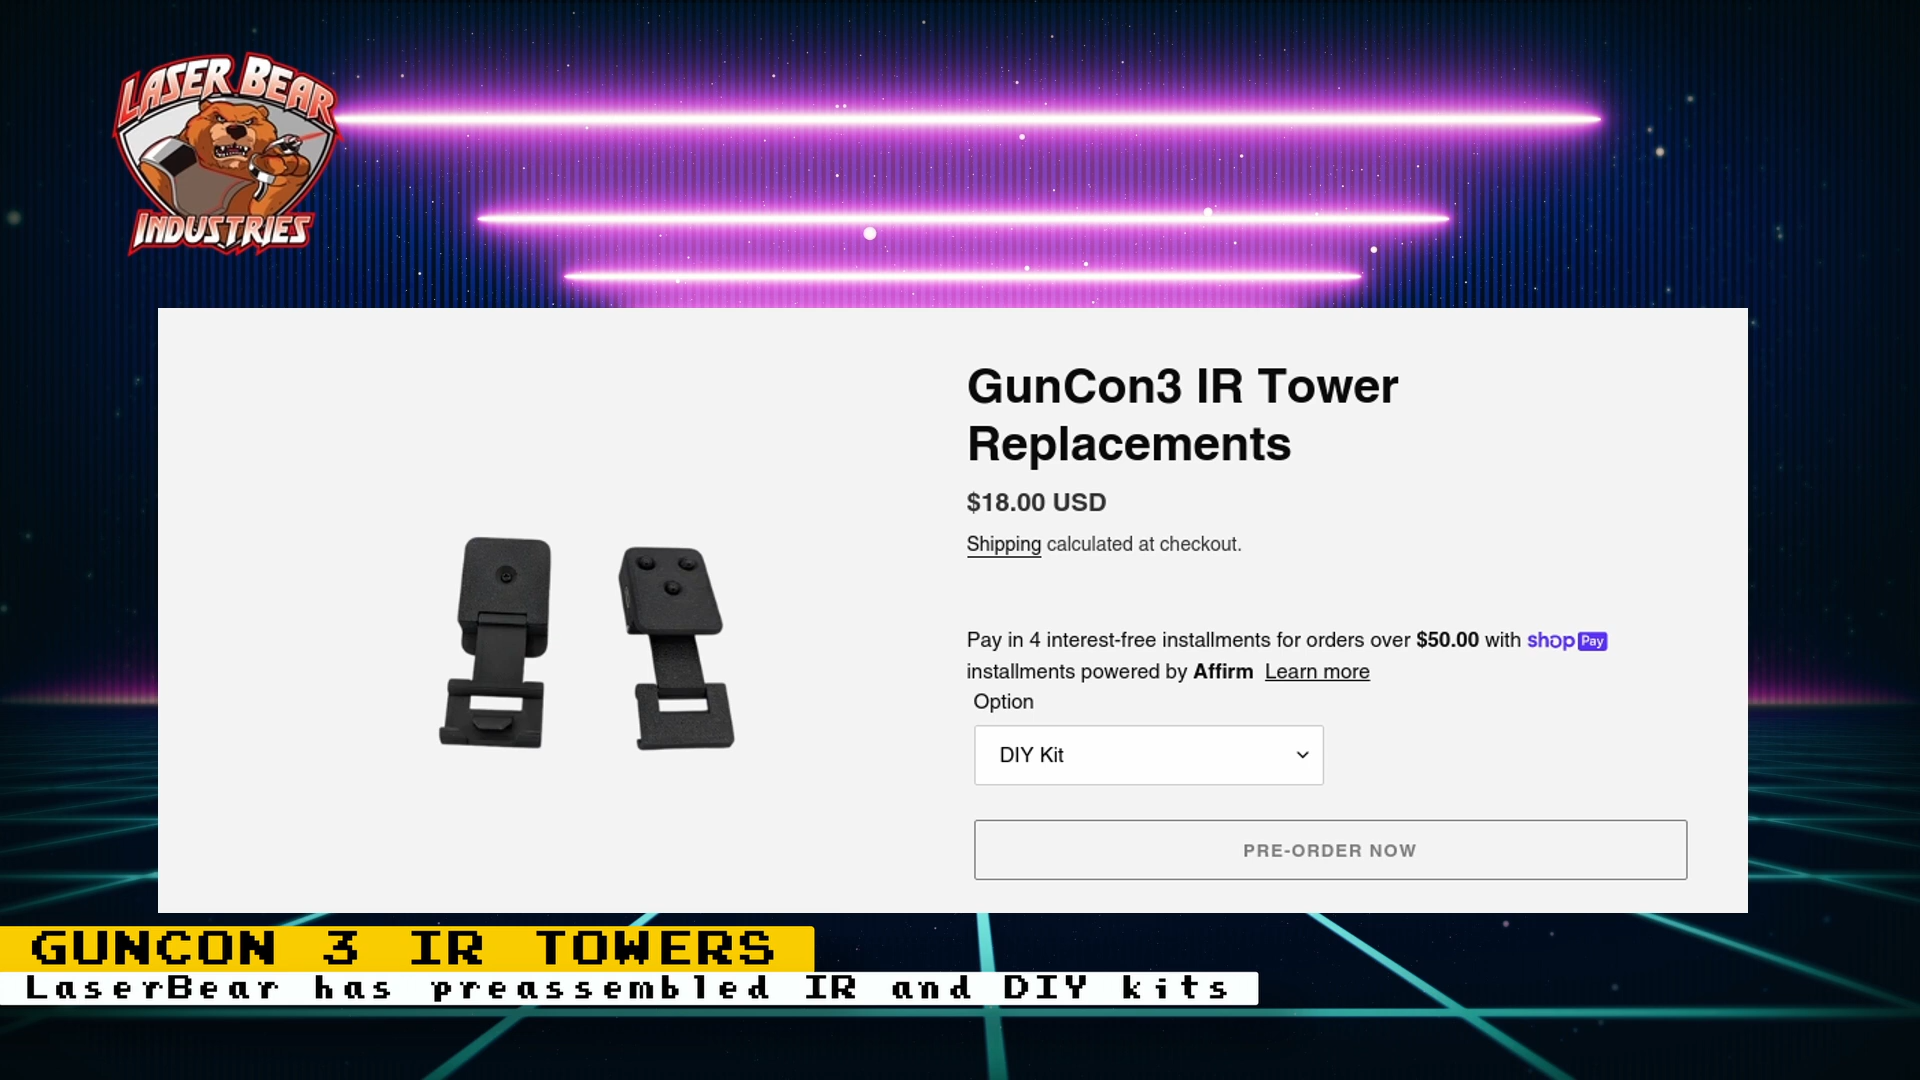 LASER BEAR
INDUSTRIES
GunCon3 IR Tower
Replacements
$18.00 USD
Shipping calculated at checkout.
Pay in 4 interest-free installments for orders over $50.00 with shop Pay
installments powered by Affirm Learn more
Option
DIY Kit
PRE-ORDER NOW
GUNCON 3 IR TOWERS
LaserBear has preassembled IR and DIY kits